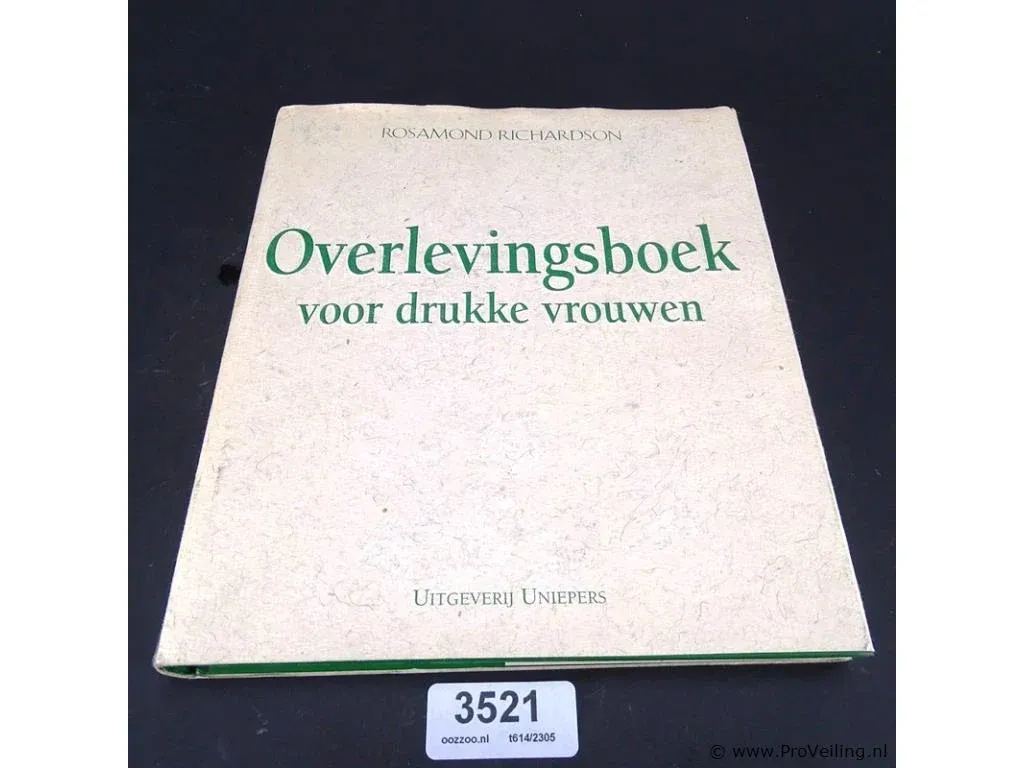 ROSAMOND RICHARDSON
Overlevingsboek
voor drukke vrouwen
UITGEVERIJ UNIEPERS
3521
oozzoo.nl t614/2305
© www.ProVeiling.nl